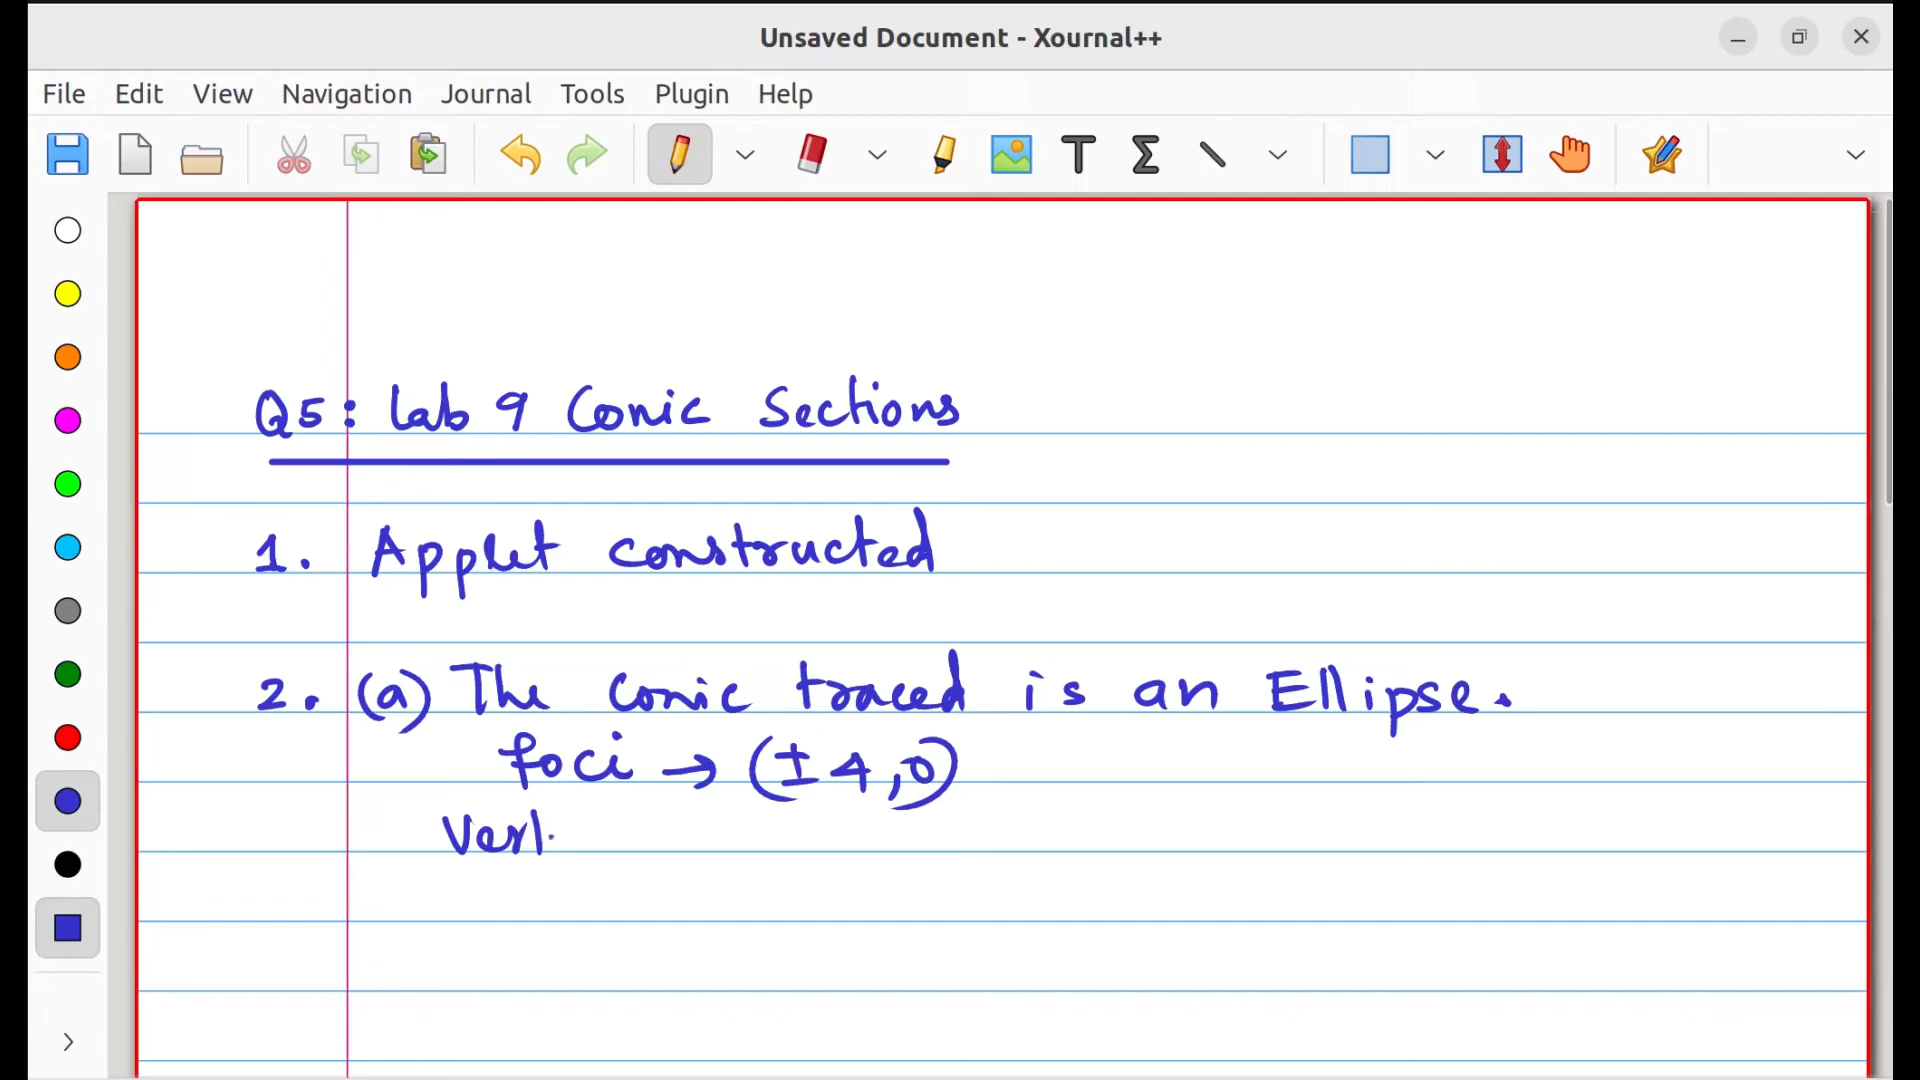 Unsaved Document - Xournal++
File Edit View Navigation Journal Tools Plugin Help
Q5: Lab 9 Conic Sections
1. Applet constructed
2. (a) The conic traced is an Ellipse.
foci → (±4,0)